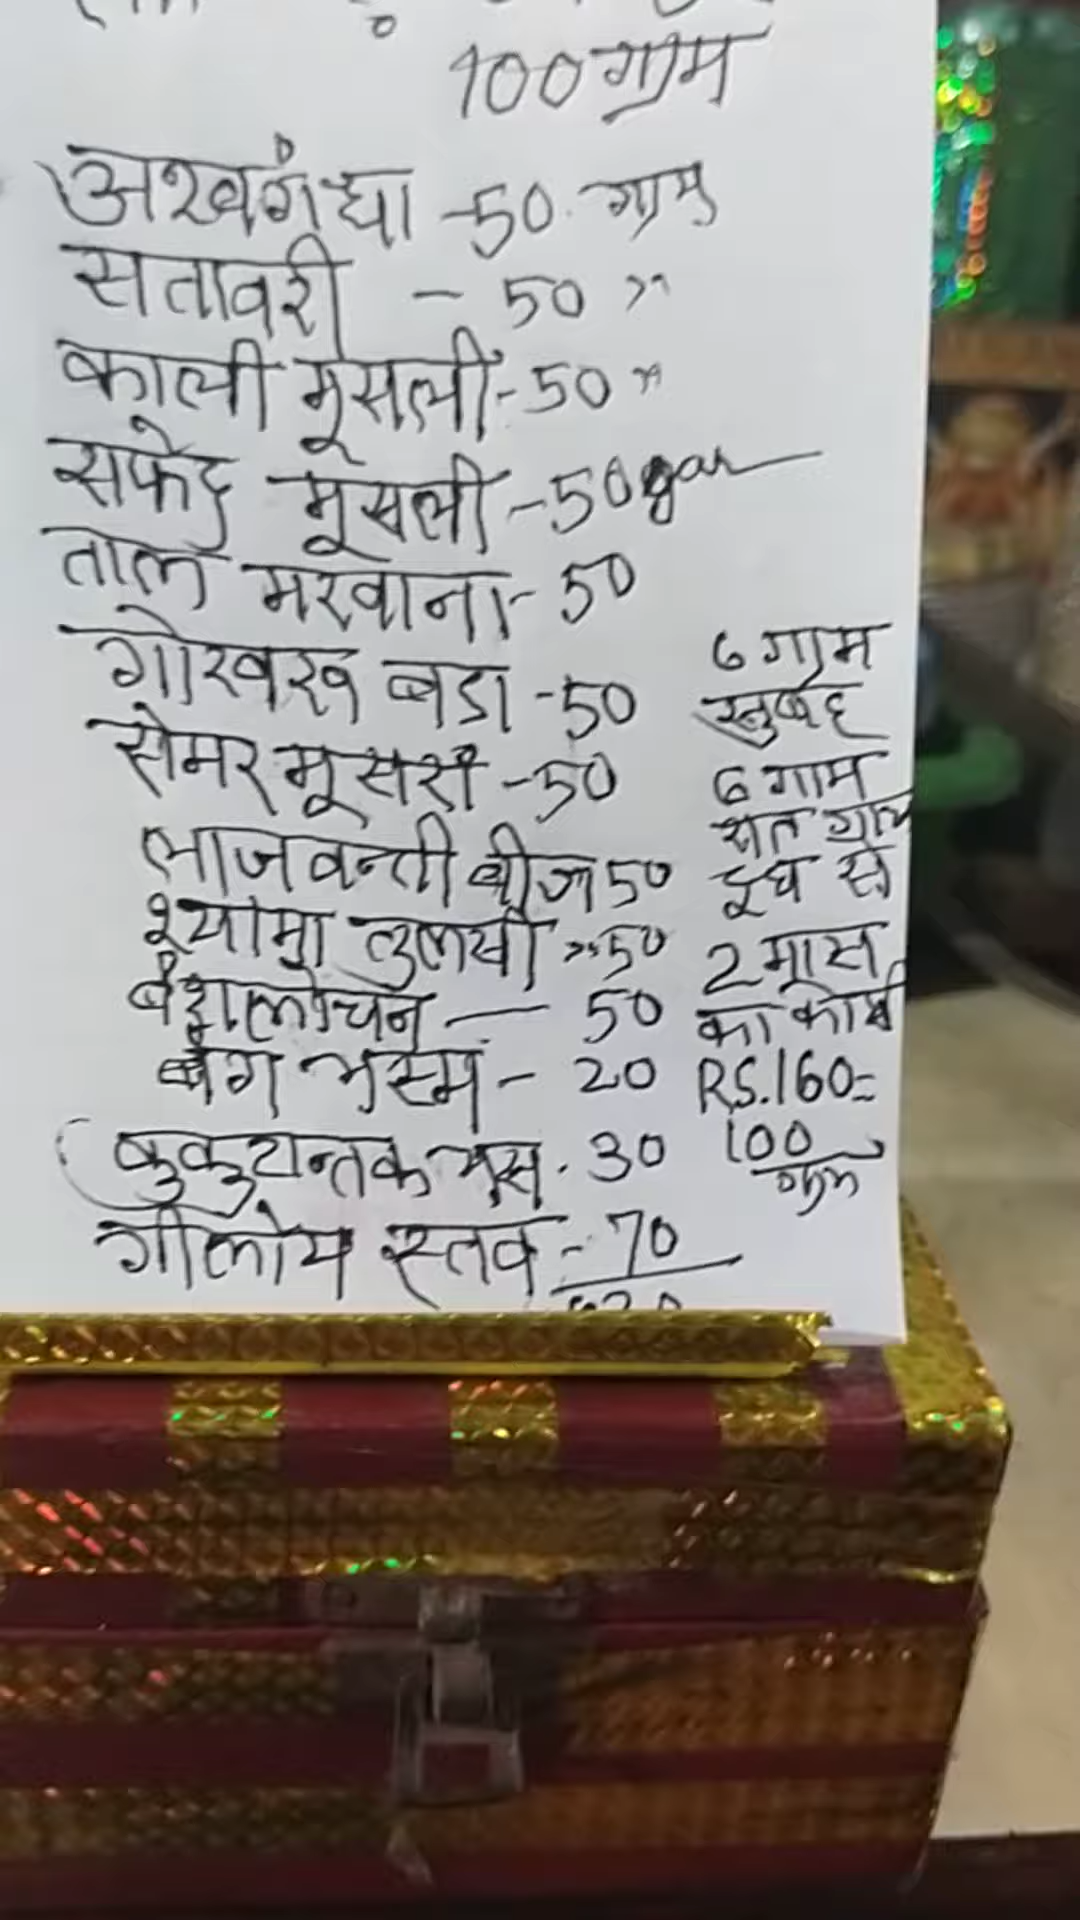 100 ग्राम
अश्वगंधा - 50 ग्राम
सतावरी - 50 "
काली मूसली - 50 "
सफेद मूसली - 50
ताल मखाना - 50
गोखरू बडा - 50
सेमर मूसरी - 50
लाजवन्ती बीज 50
श्यामा तुलसी " 50
बंशलोचन — 50
बंग भस्म - 20
कुकुटान्तक भस्म - 30
गीलोय स्तव - 70
6 ग्राम
सुबह
6 ग्राम
दूध से
2 मास
का कोर्ष
RS.160=
100